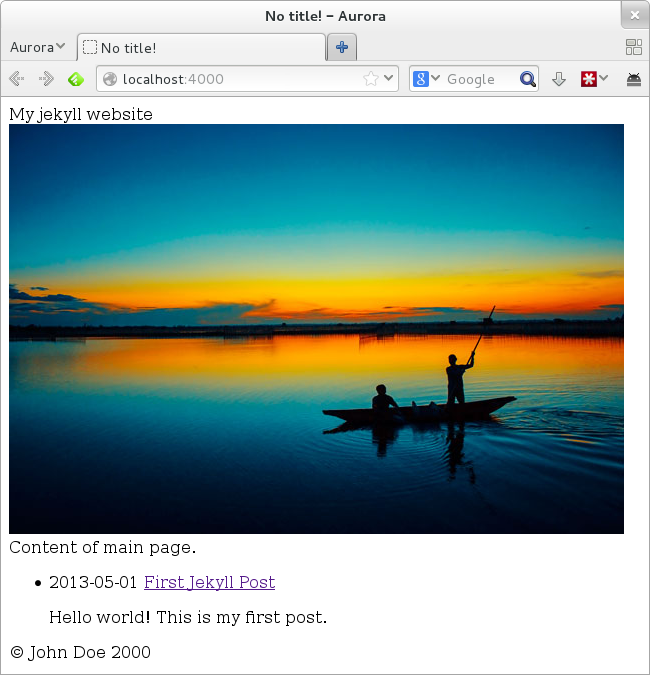 No title! - Aurora
Aurora
No title!
localhost:4000
Google
My jekyll website
Content of main page.
2013-05-01 First Jekyll Post
Hello world! This is my first post.
© John Doe 2000